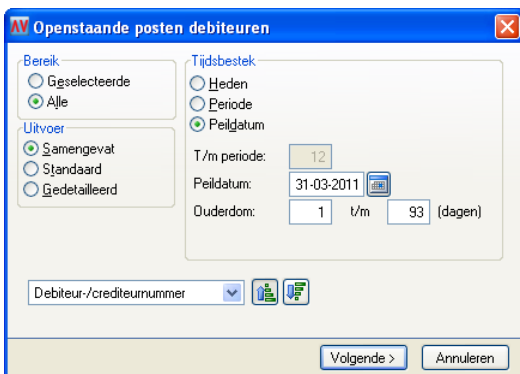 AV Openstaande posten debiteuren
Bereik
Geselecteerde
Alle
Uitvoer
Samengevat
Standaard
Gedetailleerd
Tijdsbestek
Heden
Periode
Peildatum
T/m periode: 12
Peildatum: 31-03-2011
Ouderdom: 1 t/m 93 (dagen)
Debiteur-/crediteurnummer
Volgende > Annuleren